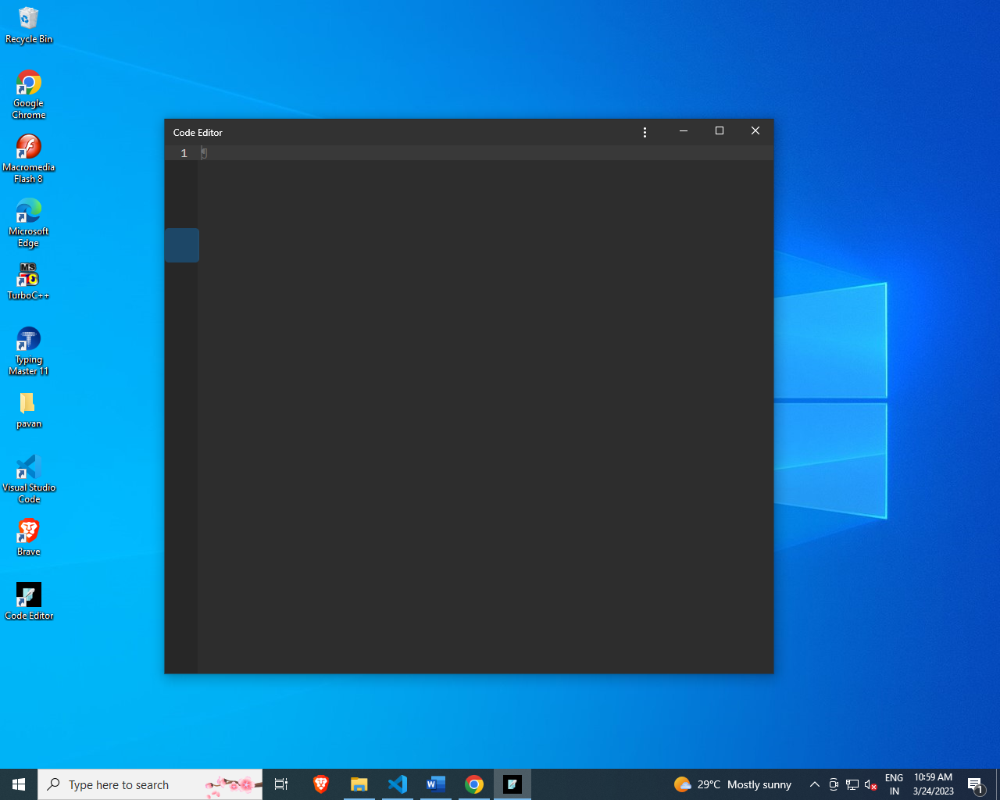 Recycle Bin
Google
Chrome
Macromedia
Flash 8
Microsoft
Edge
MS
TurboC++
Typing
Master 11
pavan
Visual Studio
Code
Brave
Code Editor
Code Editor
1 ¶
Type here to search
29°C Mostly sunny
ENG
IN
10:59 AM
3/24/2023
1